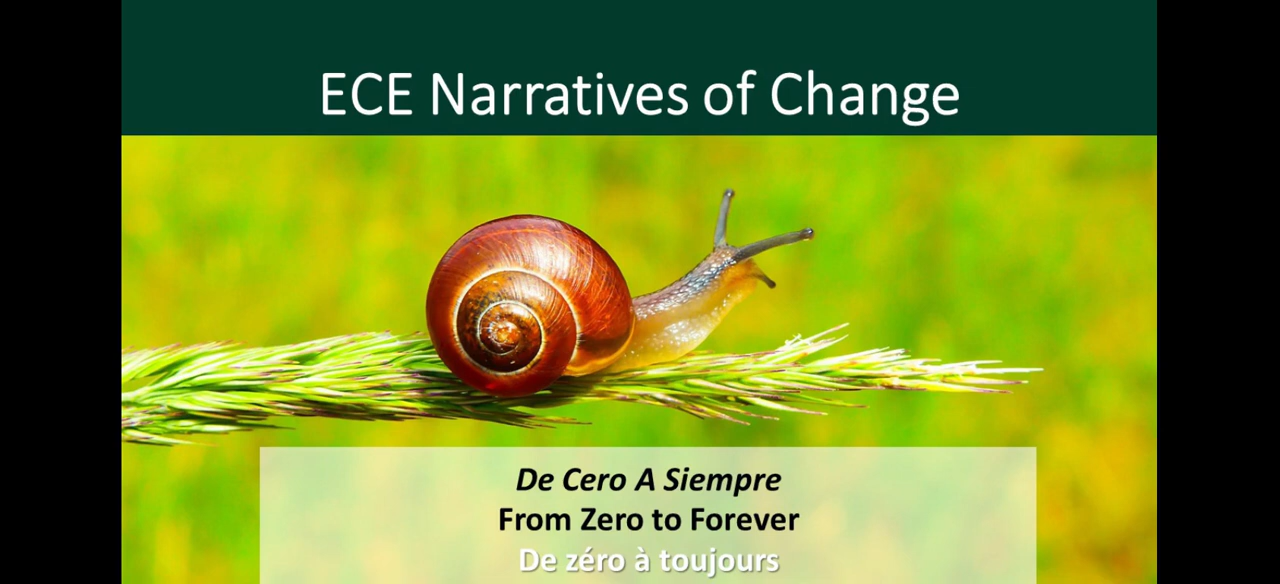 ECE Narratives of Change
De Cero A Siempre
From Zero to Forever
De zéro à toujours